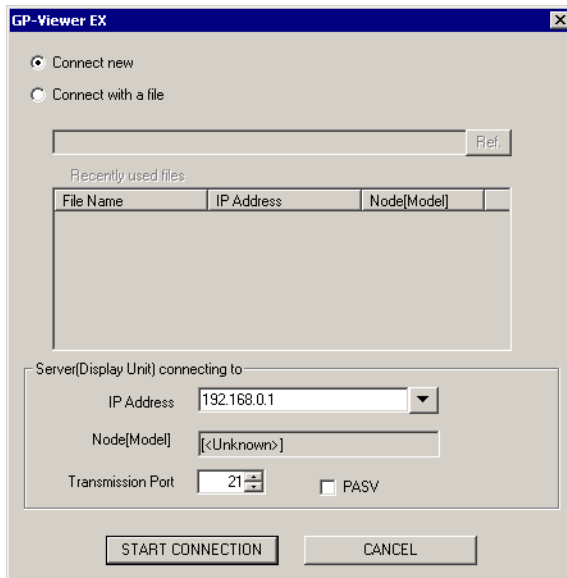 GP-Viewer EX
Connect new
Connect with a file
Ref.
Recently used files
File Name IP Address Node[Model]
Server(Display Unit) connecting to
IP Address 192.168.0.1
Node[Model] [<Unknown>]
Transmission Port 21 PASV
START CONNECTION CANCEL